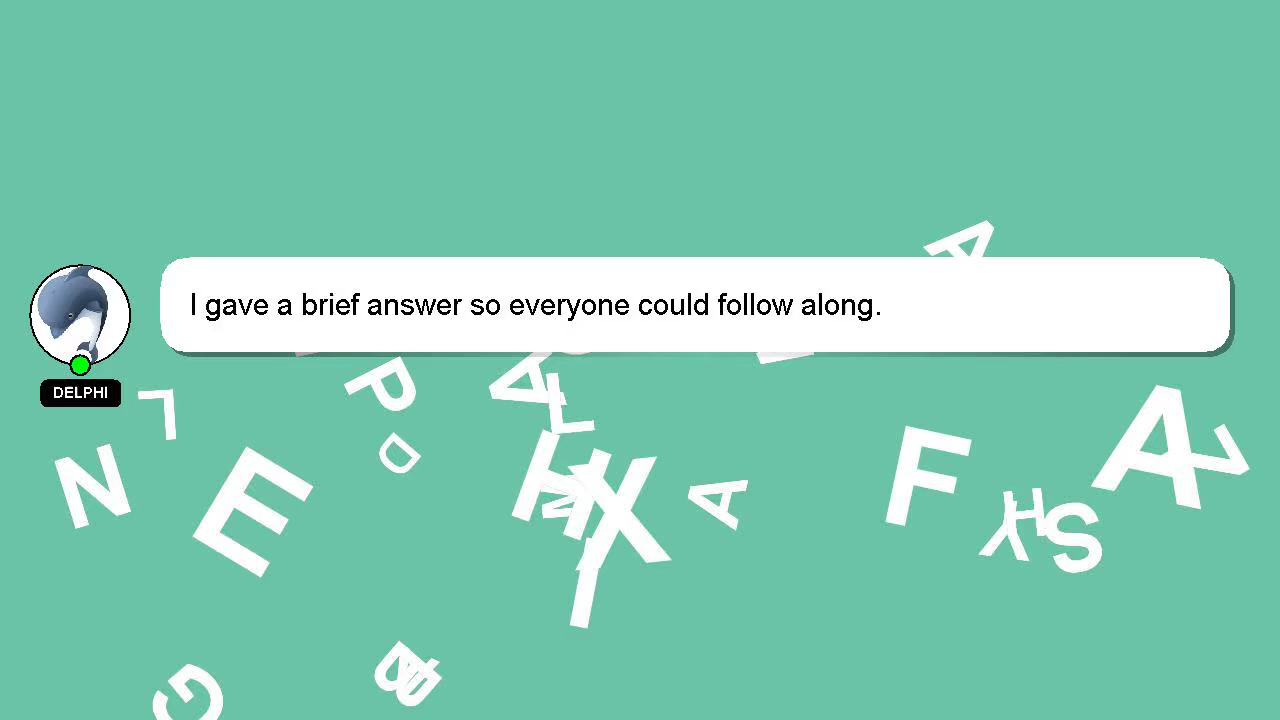 I gave a brief answer so everyone could follow along.
DELPHI
A
P
L
A
L
D
N
E
F
A
H
X
A
H
S
G
B